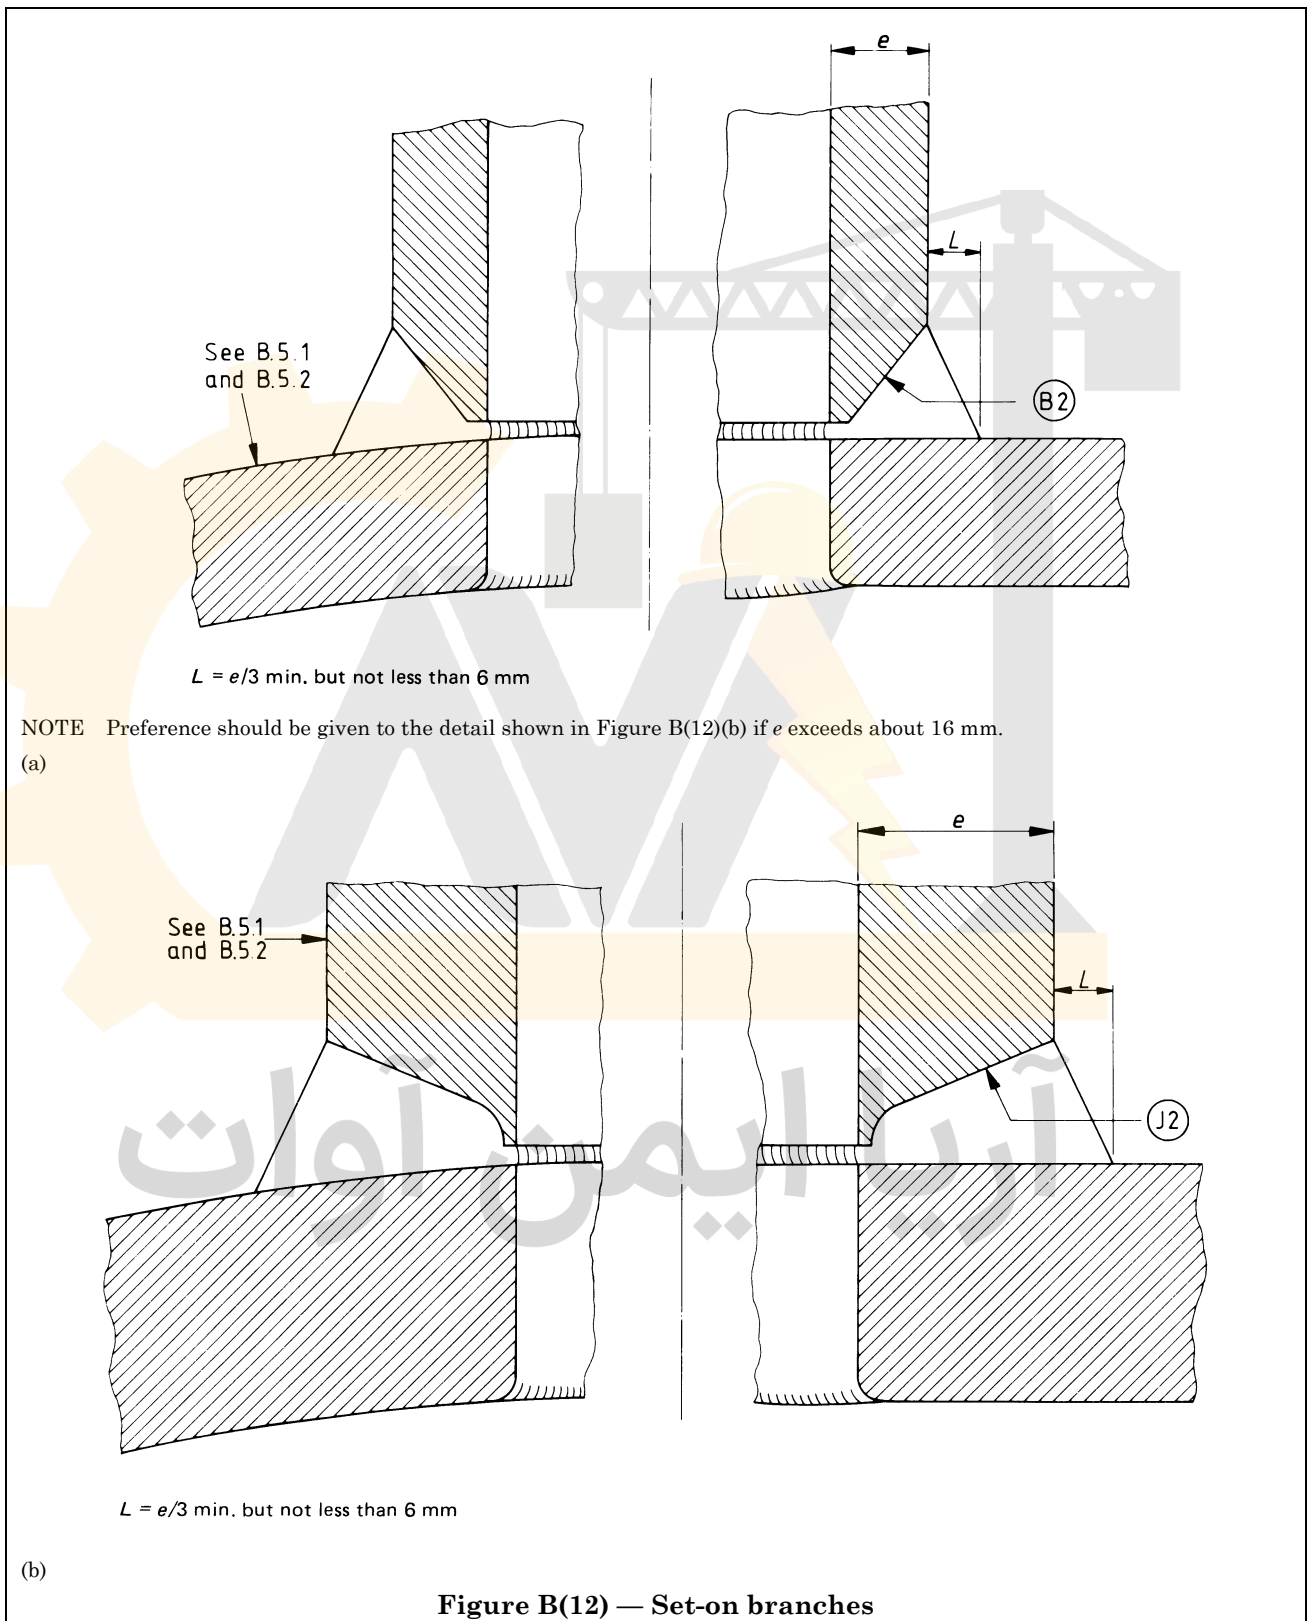 e
L
See B.5.1
and B.5.2
B2
L = e/3 min. but not less than 6 mm
NOTE Preference should be given to the detail shown in Figure B(12)(b) if e exceeds about 16 mm.
(a)
e
See B.5.1
and B.5.2
L
J2
آریا ایمن آوات
L = e/3 min. but not less than 6 mm
(b)
Figure B(12) — Set-on branches